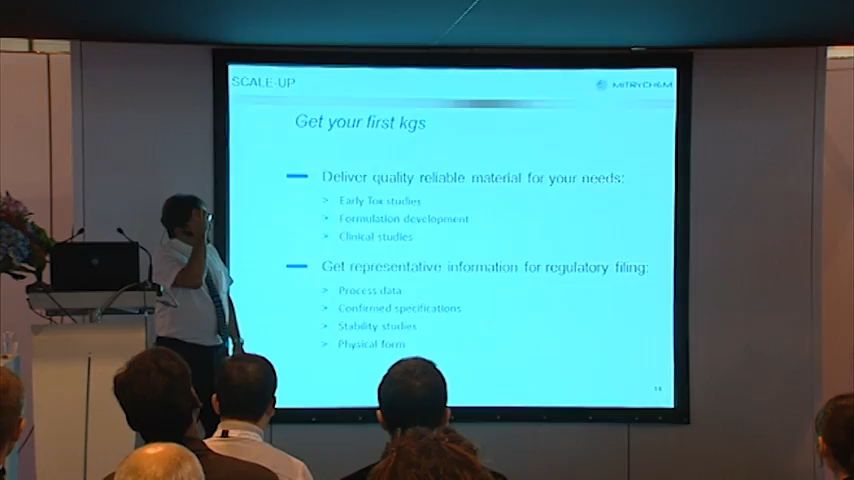 SCALE-UP
MITRYCHEM
Get your first kgs
Deliver quality reliable material for your needs:
> Early Tox studies
> Formulation development
> Clinical studies
Get representative information for regulatory filing:
> Process data
> Confirmed specifications
> Stability studies
> Physical form